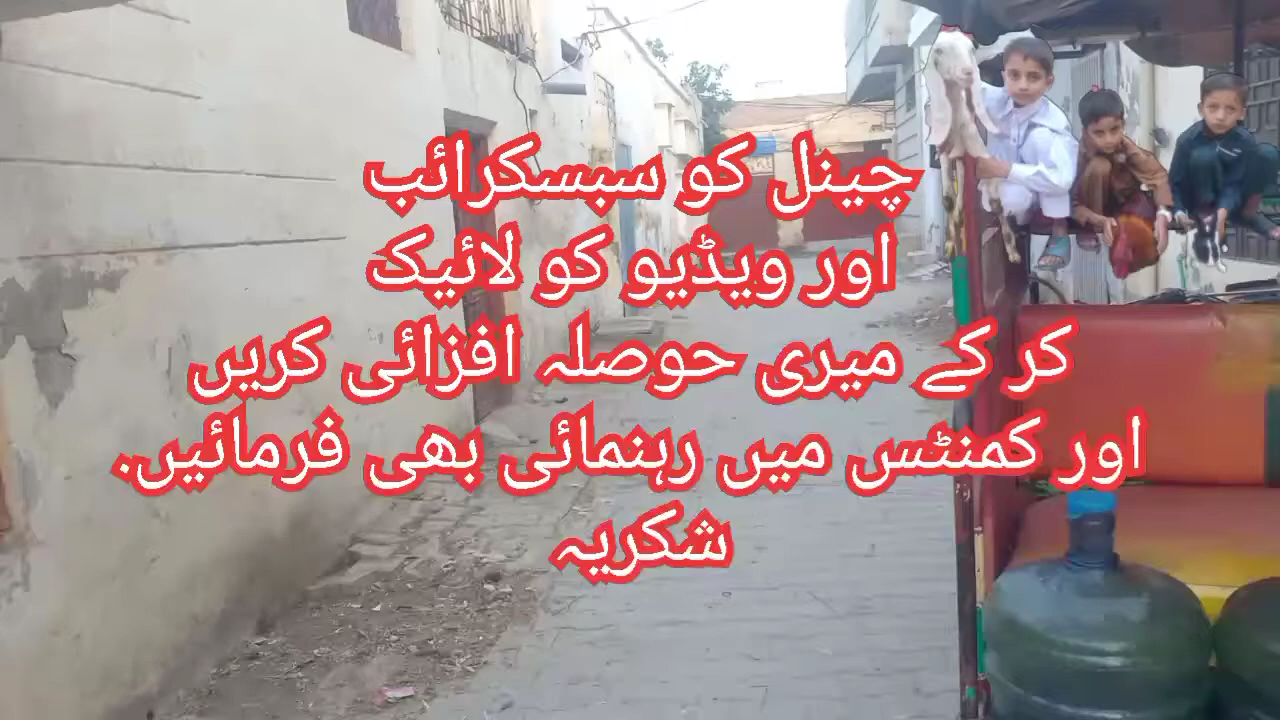 چینل کو سبسکرائب
اور ویڈیو کو لائیک
کر کے میری حوصلہ افزائی کریں
اور کمنٹس میں رہنمائی بھی فرمائیں.
شکریہ